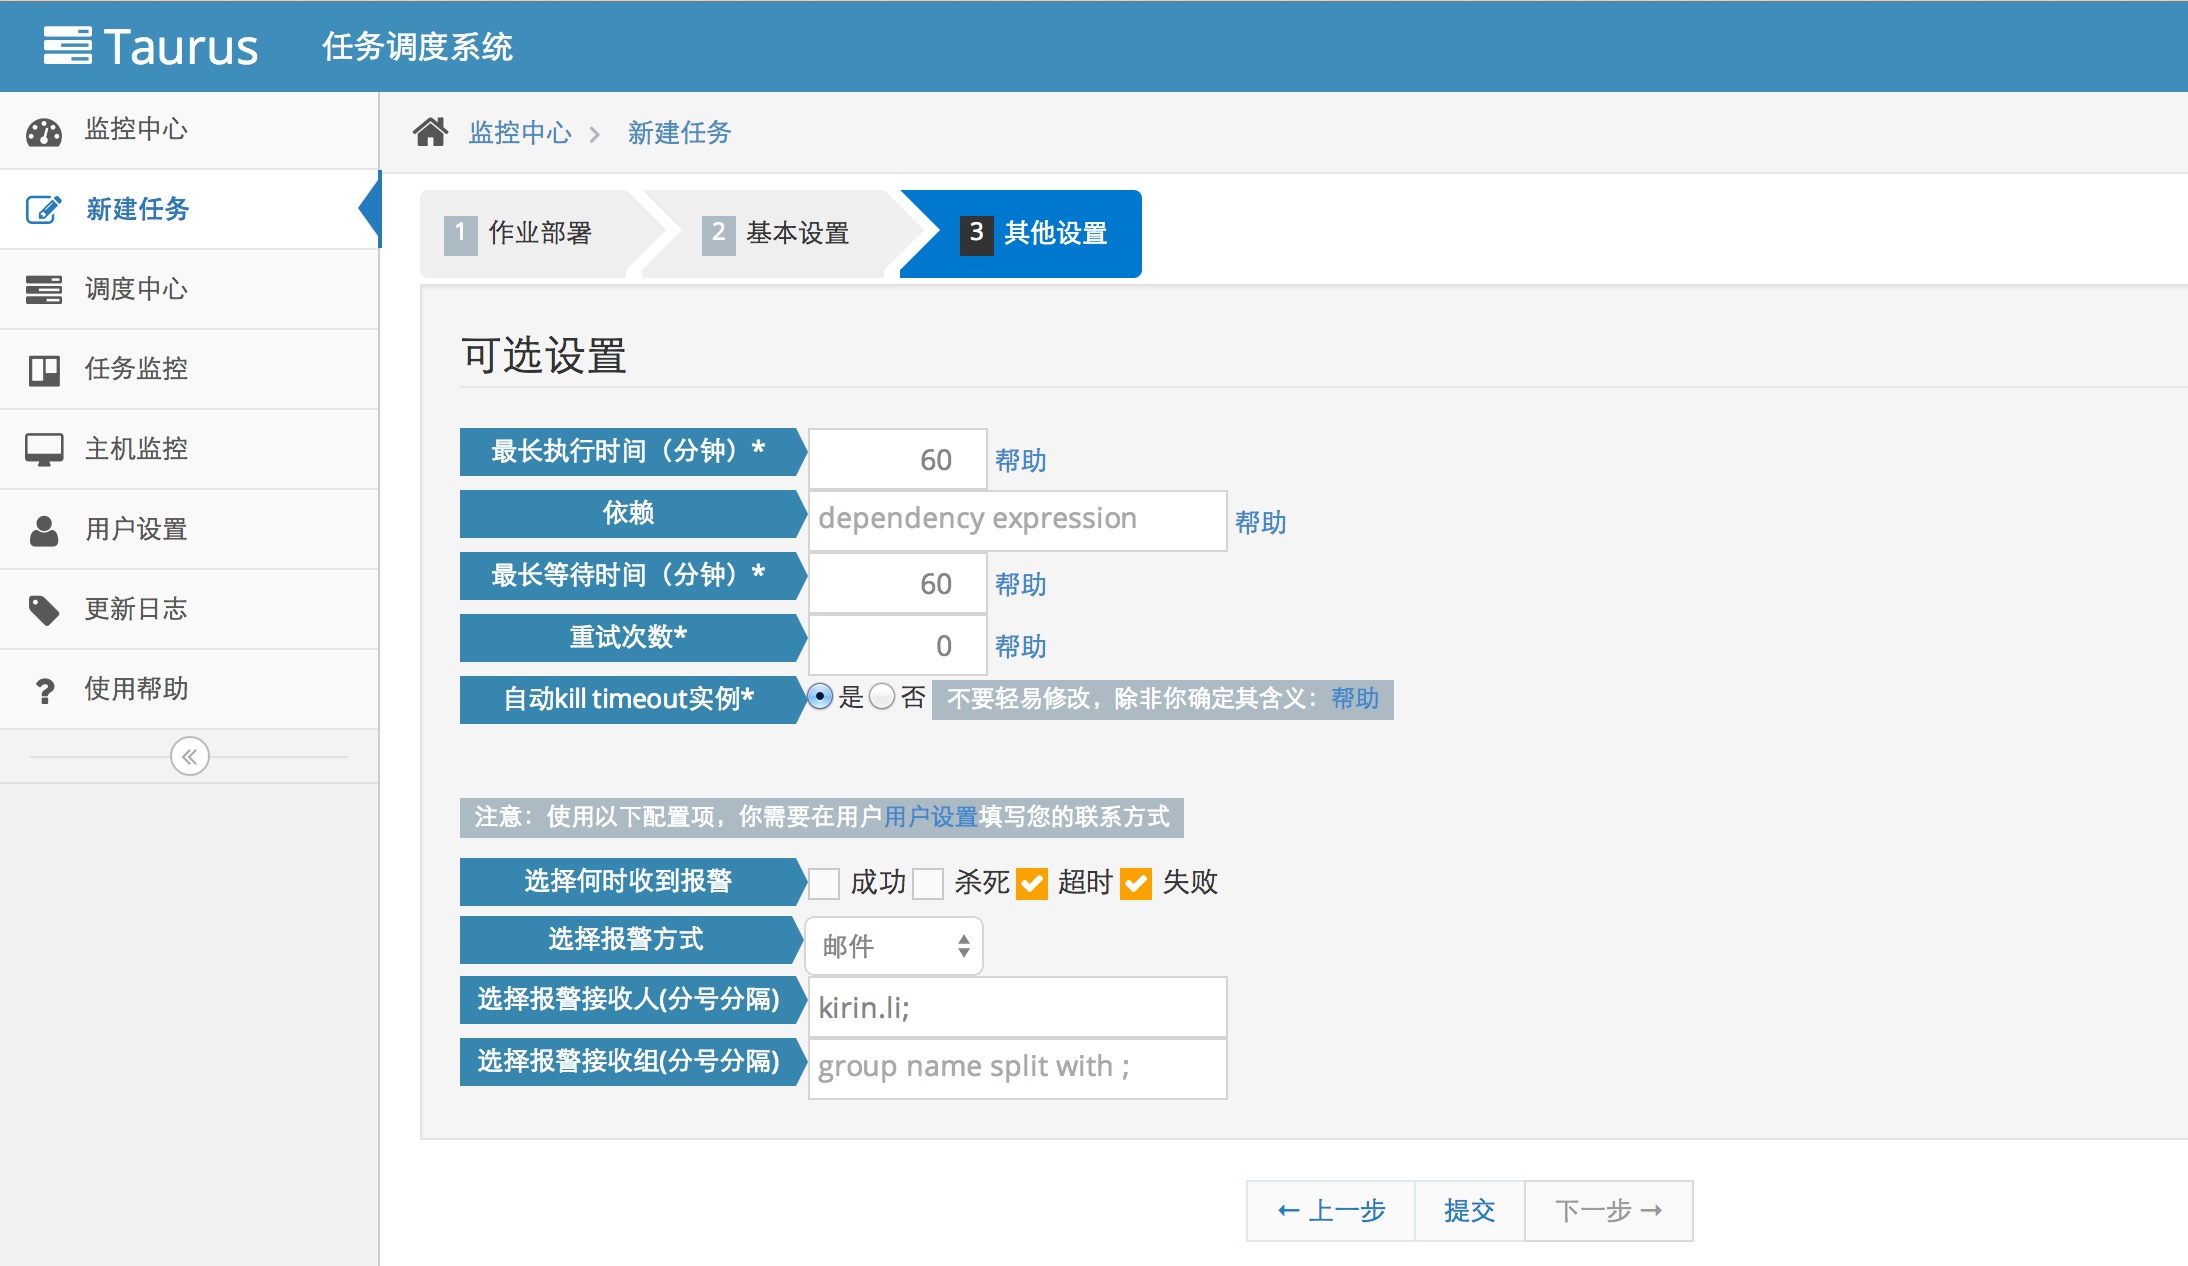 Taurus 任务调度系统
监控中心
新建任务
调度中心
任务监控
主机监控
用户设置
更新日志
? 使用帮助
监控中心 > 新建任务
1 作业部署 2 基本设置 3 其他设置
可选设置
最长执行时间（分钟）* 60 帮助
依赖 dependency expression 帮助
最长等待时间（分钟）* 60 帮助
重试次数* 0 帮助
自动kill timeout实例* 是 否 不要轻易修改，除非你确定其含义：帮助
注意：使用以下配置项，你需要在用户用户设置填写您的联系方式
选择何时收到报警 成功 杀死 超时 失败
选择报警方式 邮件
选择报警接收人(分号分隔) kirin.li;
选择报警接收组(分号分隔) group name split with ;
←上一步 提交 下一步→